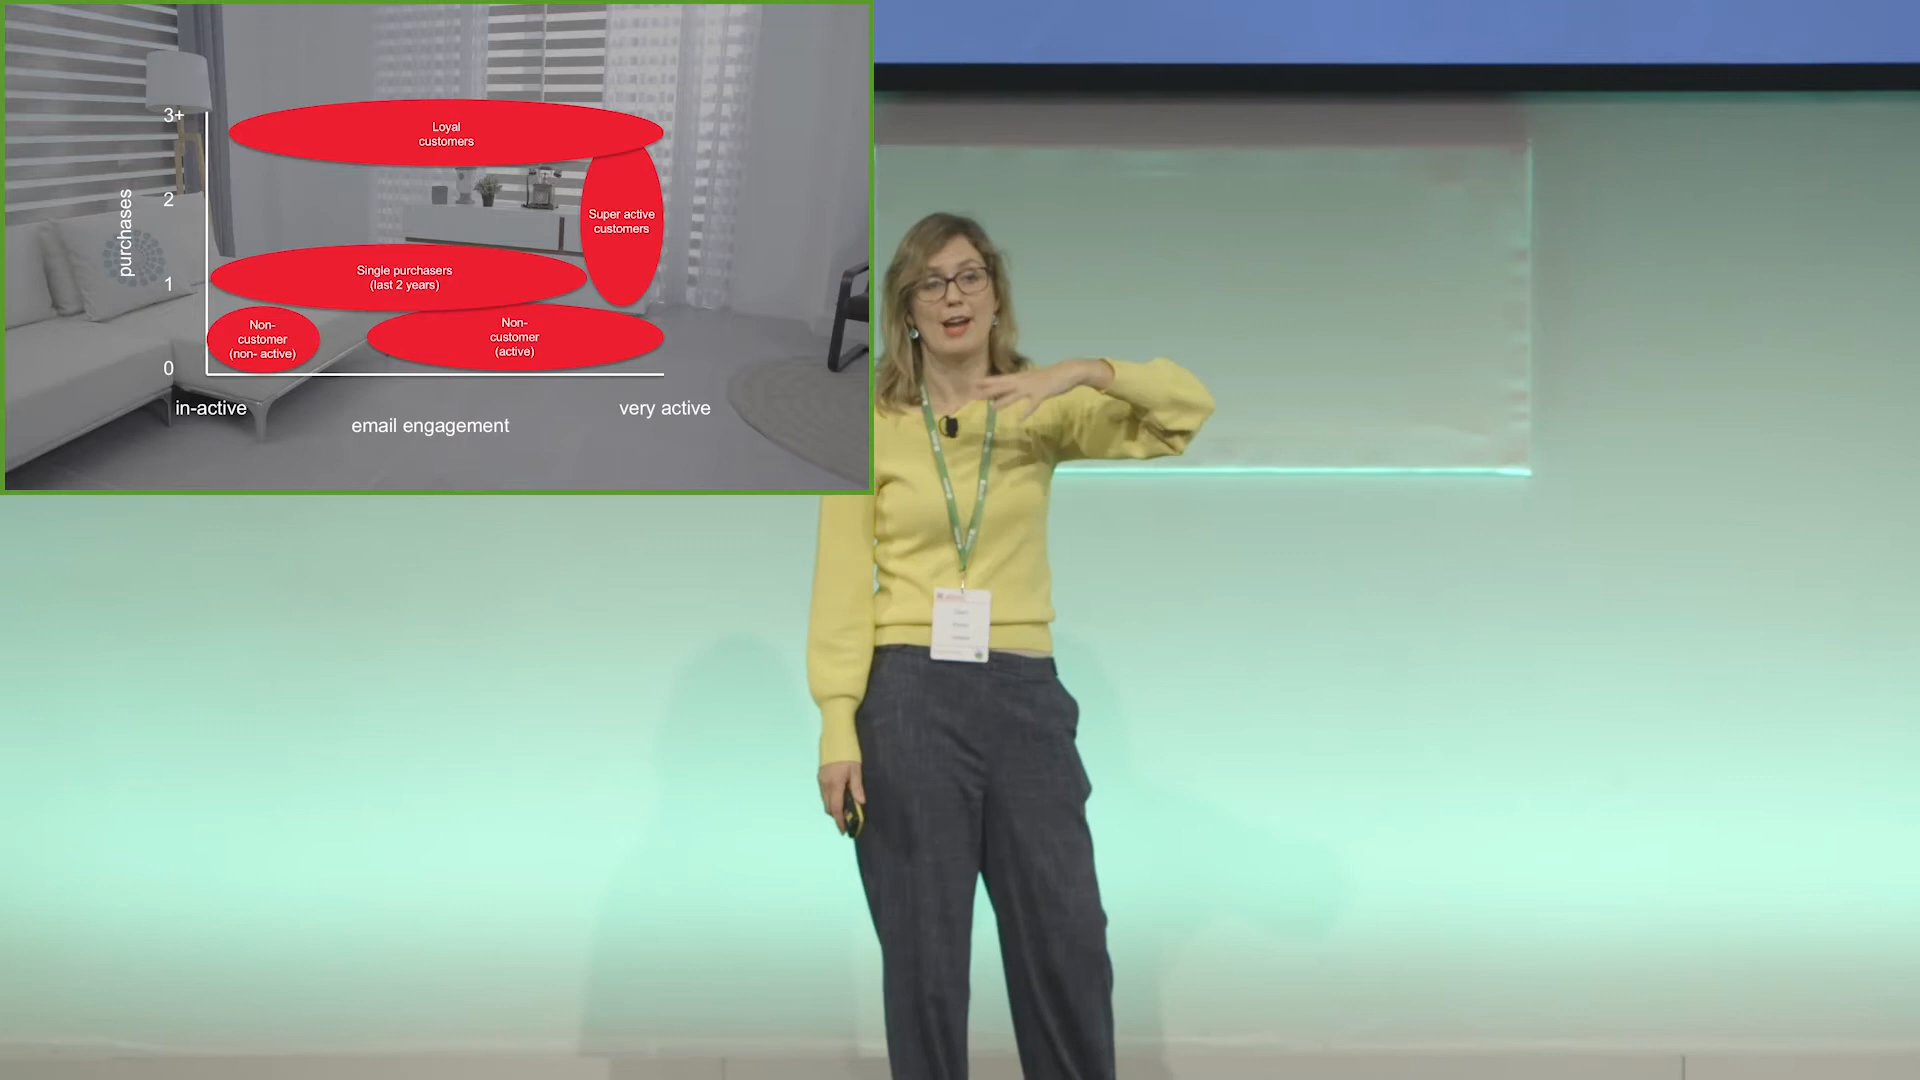 3+
Loyal
customers
2
purchases
Super active
customers
Single purchasers
(last 2 years)
1
Non-
customer
(non- active)
Non-
customer
(active)
0
in-active
very active
email engagement